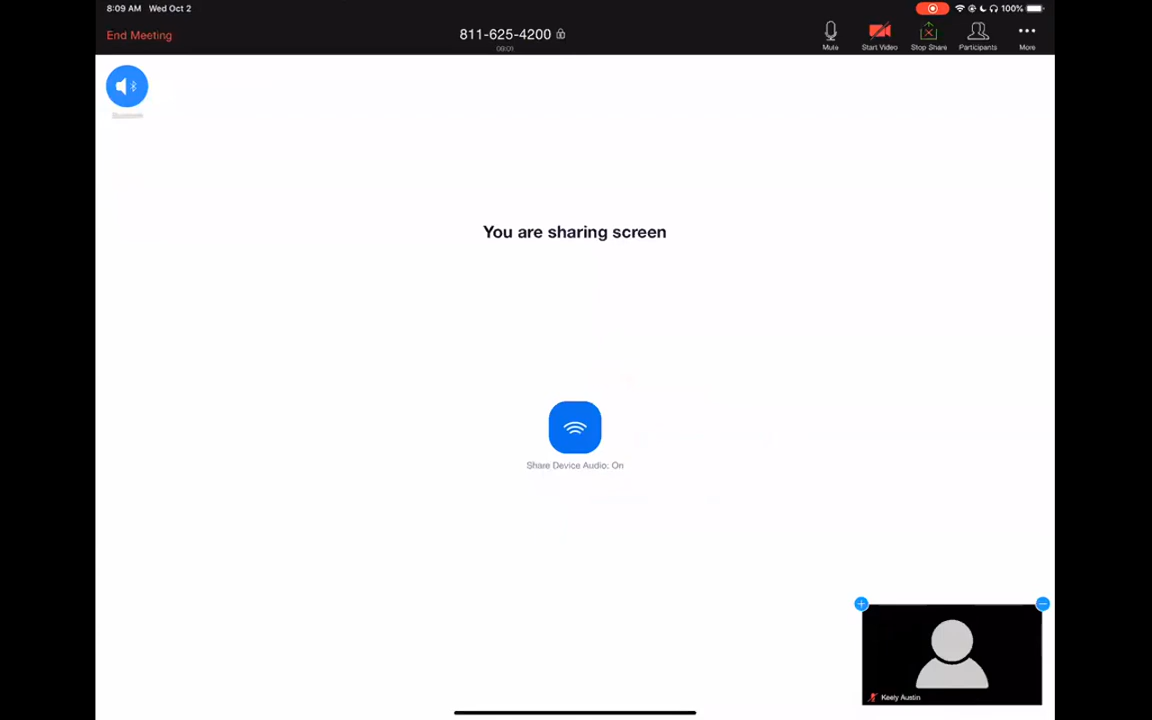 8:09 AM Wed Oct 2
100%
End Meeting
811-625-4200
Mute
Start Video
Stop Share
Participants
More
Bluetooth
You are sharing screen
Share Device Audio: On
Keely Austin